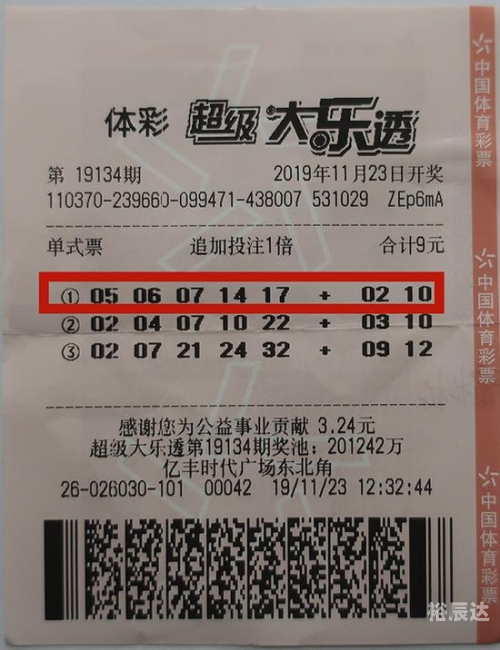 体彩 超级大乐透
第 19134期 2019年11月23日开奖
110370-239660-099471-438007 531029 ZEp6mA
单式票 追加投注1倍 合计9元
① 05 06 07 14 17 + 02 10
② 02 04 07 10 22 + 03 10
③ 02 07 21 24 32 + 09 12
感谢您为公益事业贡献 3.24元
超级大乐透第19134期奖池：201242万
亿丰时代广场东北角
26-026030-101 00042 19/11/23 12:32:44
中国体育彩票
中国体育彩票
中国体育彩票
裕辰达